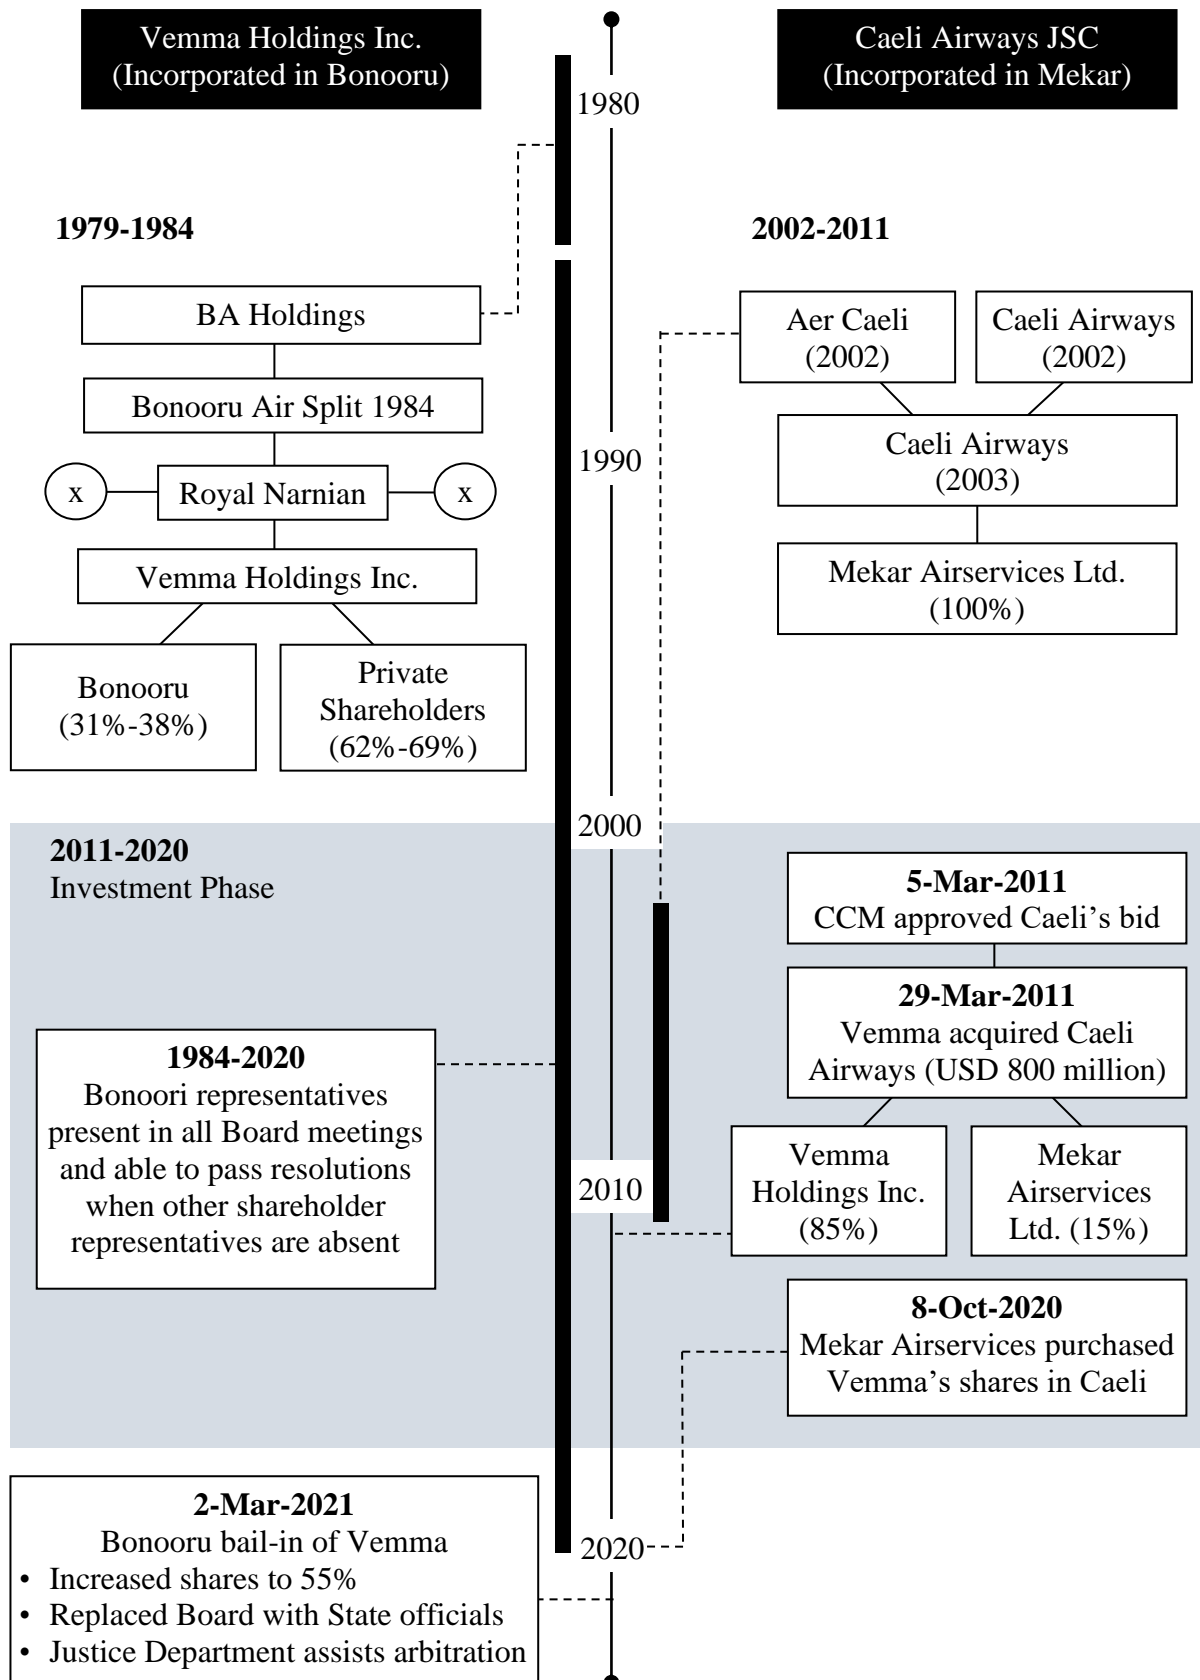 Vemma Holdings Inc.
(Incorporated in Bonooru)
Caeli Airways JSC
(Incorporated in Mekar)
1980
1979-1984
BA Holdings
Bonooru Air Split 1984
x
Royal Narnian
x
Vemma Holdings Inc.
Bonooru
(31%-38%)
Private
Shareholders
(62%-69%)
2002-2011
Aer Caeli
(2002)
Caeli Airways
(2002)
Caeli Airways
(2003)
Mekar Airservices Ltd.
(100%)
1990
2000
2011-2020
Investment Phase
1984-2020
Bonoori representatives
present in all Board meetings
and able to pass resolutions
when other shareholder
representatives are absent
5-Mar-2011
CCM approved Caeli’s bid
29-Mar-2011
Vemma acquired Caeli
Airways (USD 800 million)
Vemma
Holdings Inc.
(85%)
Mekar
Airservices
Ltd. (15%)
2010
8-Oct-2020
Mekar Airservices purchased
Vemma’s shares in Caeli
2-Mar-2021
Bonooru bail-in of Vemma
• Increased shares to 55%
• Replaced Board with State officials
• Justice Department assists arbitration
2020